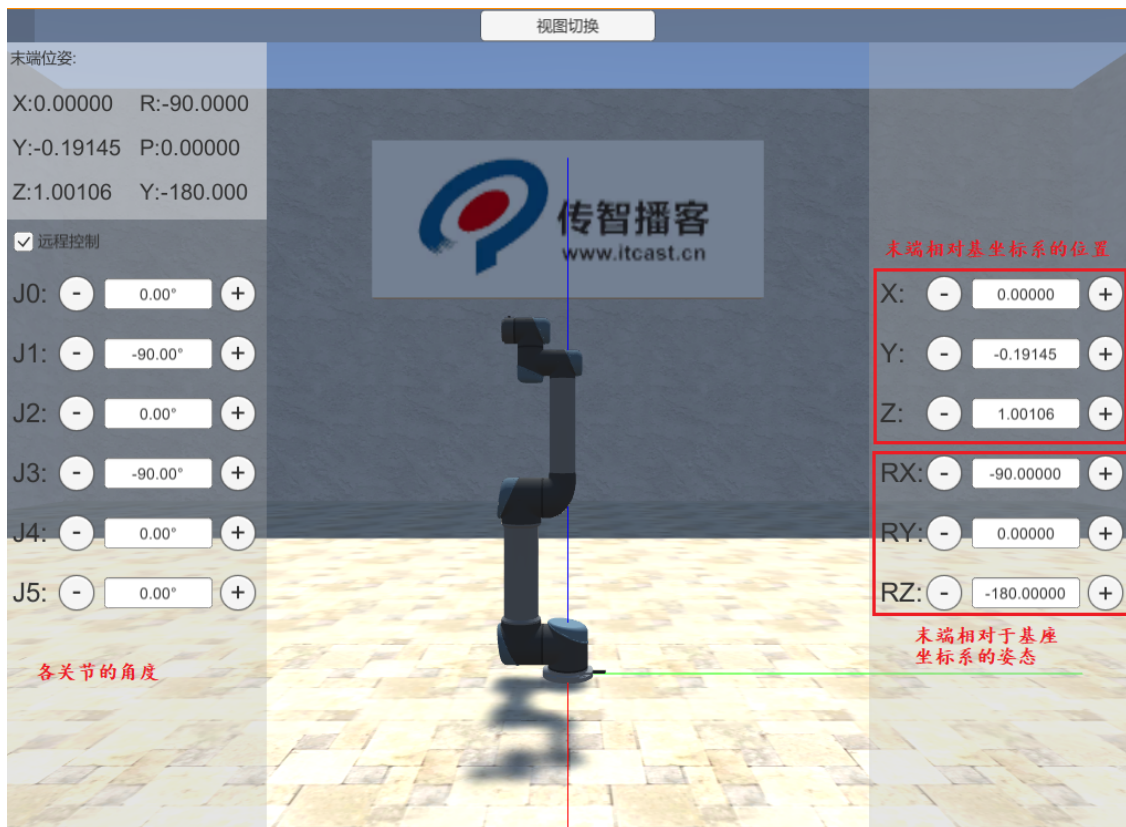 视图切换
末端位姿:
X:0.00000 R:-90.0000
Y:-0.19145 P:0.00000
Z:1.00106 Y:-180.000
远程控制
J0: - 0.00° +
J1: - -90.00° +
J2: - 0.00° +
J3: - -90.00° +
J4: - 0.00° +
J5: - 0.00° +
各关节的角度
传智播客
www.itcast.cn
末端相对基坐标系的位置
X: - 0.00000 +
Y: - -0.19145 +
Z: - 1.00106 +
RX: - -90.00000 +
RY: - 0.00000 +
RZ: - -180.00000 +
末端相对于基座
坐标系的姿态